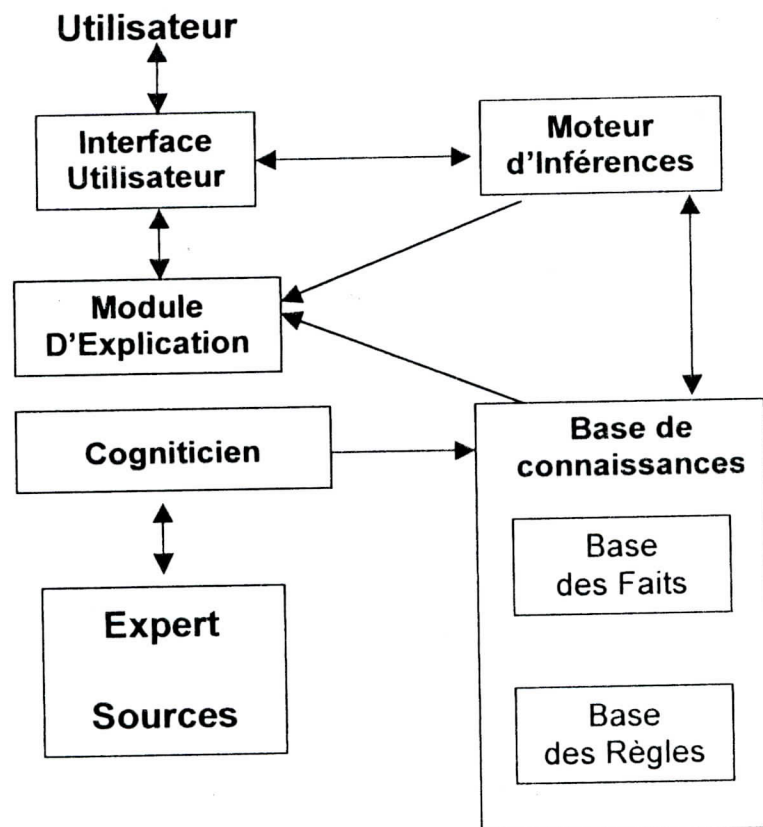 Utilisateur
Interface
Utilisateur
Moteur
d'Inférences
Module
D'Explication
Cogniticien
Base de
connaissances
Base
des Faits
Expert
Sources
Base
des Règles